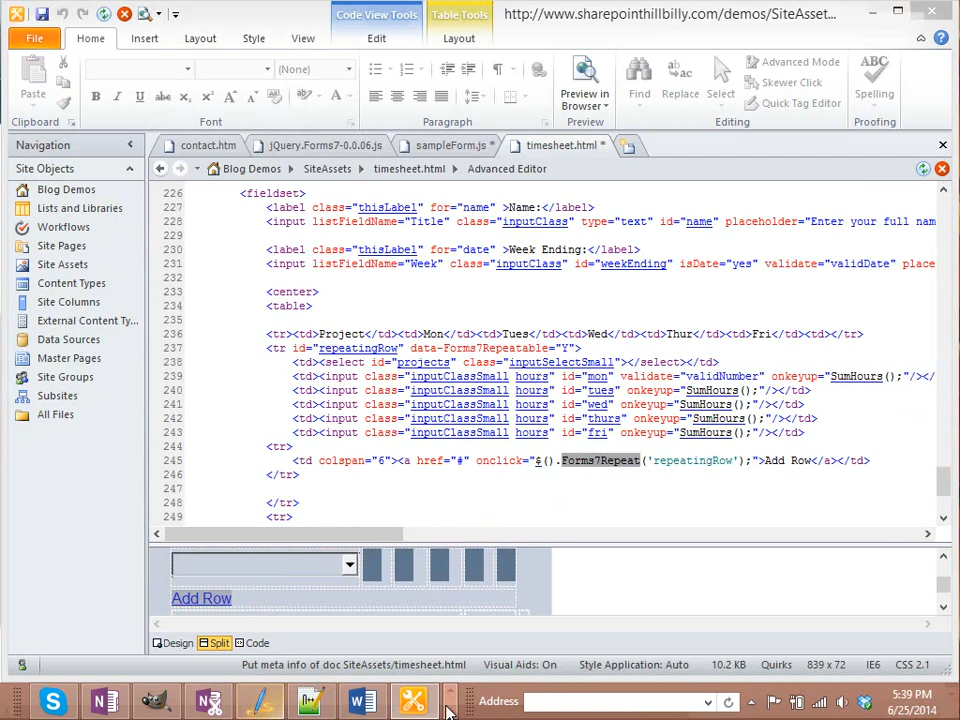 Code View Tools
Table Tools
http://www.sharepointhillbilly.com/demos/SiteAsset...
File
Home
Insert
Layout
Style
View
Edit
Layout
Paste
(None)
Preview in
Browser
Find
Replace
Select
Advanced Mode
Skewer Click
Quick Tag Editor
ABC
Spelling
Clipboard
Font
Paragraph
Preview
Editing
Proofing
Navigation
contact.htm
jQuery.Forms7-0.0.06.js
sampleForm.js *
timesheet.html *
Site Objects
Blog Demos
SiteAssets
timesheet.html
Advanced Editor
Blog Demos
Lists and Libraries
Workflows
Site Pages
Site Assets
Content Types
Site Columns
External Content Ty...
Data Sources
Master Pages
Site Groups
Subsites
All Files
226 <fieldset>
227 <label class="thisLabel" for="name" >Name:</label>
228 <input listFieldName="Title" class="inputClass" type="text" id="name" placeholder="Enter your full nam
229
230 <label class="thisLabel" for="date" >Week Ending:</label>
231 <input listFieldName="Week" class="inputClass" id="weekEnding" isDate="yes" validate="validDate" place
232
233 <center>
234 <table>
235
236 <tr><td>Project</td><td>Mon</td><td>Tues</td><td>Wed</td><td>Thur</td><td>Fri</td><td></td></tr>
237 <tr id="repeatingRow" data-Forms7Repeatable="Y">
238 <td><select id="projects" class="inputSelectSmall"></select></td>
239 <td><input class="inputClassSmall hours" id="mon" validate="validNumber" onkeyup="SumHours();"/></
240 <td><input class="inputClassSmall hours" id="tues" onkeyup="SumHours();"/></td>
241 <td><input class="inputClassSmall hours" id="wed" onkeyup="SumHours();"/></td>
242 <td><input class="inputClassSmall hours" id="thurs" onkeyup="SumHours();"/></td>
243 <td><input class="inputClassSmall hours" id="fri" onkeyup="SumHours();"/></td>
244 <tr>
245 <td colspan="6"><a href="#" onclick="$().Forms7Repeat('repeatingRow');">Add Row</a></td>
246 </tr>
247
248 </tr>
249 <tr>
Add Row
Design
Split
Code
Put meta info of doc SiteAssets/timesheet.html
Visual Aids: On
Style Application: Auto
10.2 KB
Quirks
839 x 72
IE6
CSS 2.1
Address
5:39 PM
6/25/2014